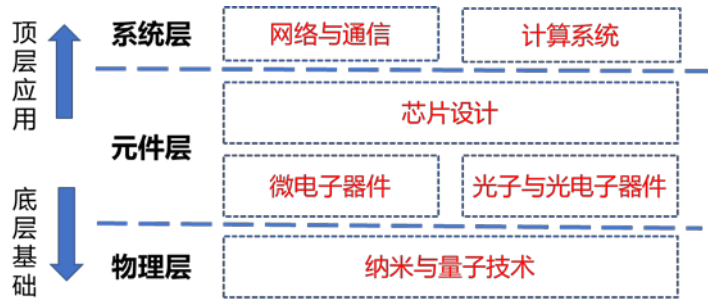 顶层应用
系统层
网络与通信
计算系统
芯片设计
元件层
微电子器件
光子与光电子器件
底层基础
物理层
纳米与量子技术